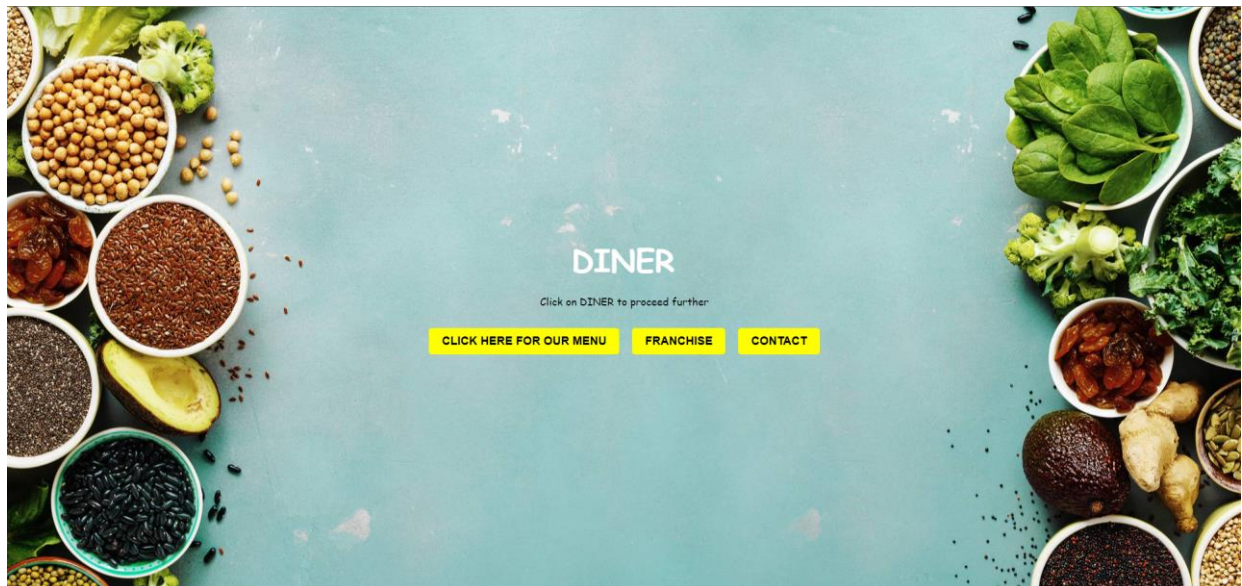 DINER
Click on DINER to proceed further
CLICK HERE FOR OUR MENU FRANCHISE CONTACT